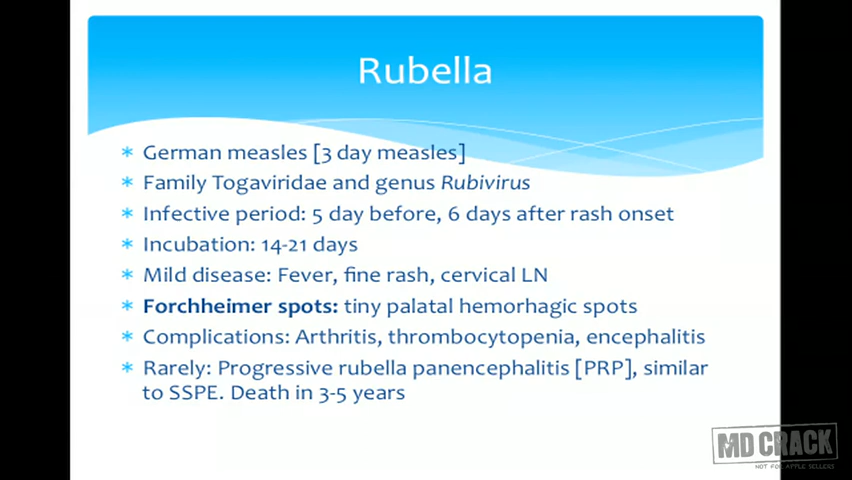 Rubella
German measles [3 day measles]
Family Togaviridae and genus Rubivirus
Infective period: 5 day before, 6 days after rash onset
Incubation: 14-21 days
Mild disease: Fever, fine rash, cervical LN
Forchheimer spots: tiny palatal hemorhagic spots
Complications: Arthritis, thrombocytopenia, encephalitis
Rarely: Progressive rubella panencephalitis [PRP], similar
to SSPE. Death in 3-5 years
MD CRACK
NOT FOR APPLE SELLERS